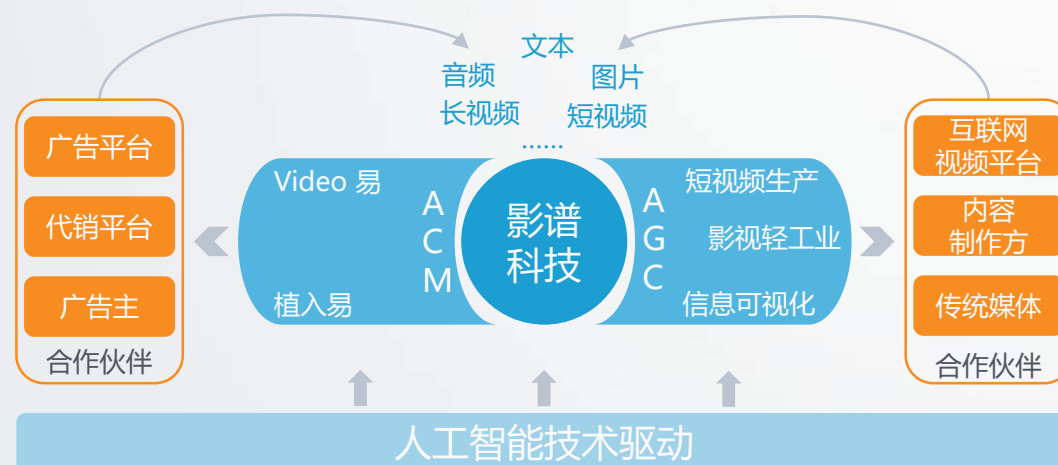 文本
音频
图片
长视频
短视频
......
广告平台
代销平台
广告主
合作伙伴
Video 易
植入易
A
C
M
影谱
科技
A
G
C
短视频生产
影视轻工业
信息可视化
互联网
视频平台
内容
制作方
传统媒体
合作伙伴
人工智能技术驱动